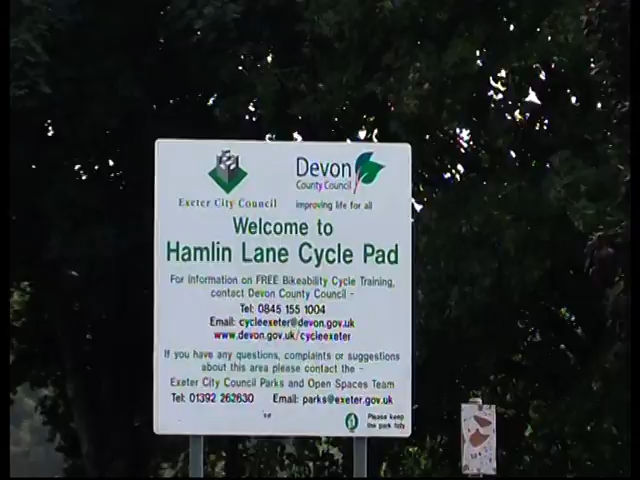 Exeter City Council
Devon
County Council
improving life for all
Welcome to
Hamlin Lane Cycle Pad
For information on FREE Bikeability Cycle Training,
contact Devon County Council -
Tel: 0845 155 1004
Email: cycleexeter@devon.gov.uk
www.devon.gov.uk/cycleexeter
If you have any questions, complaints or suggestions
about this area please contact the -
Exeter City Council Parks and Open Spaces Team
Tel: 01392 262630 Email: parks@exeter.gov.uk
Please keep
the park tidy